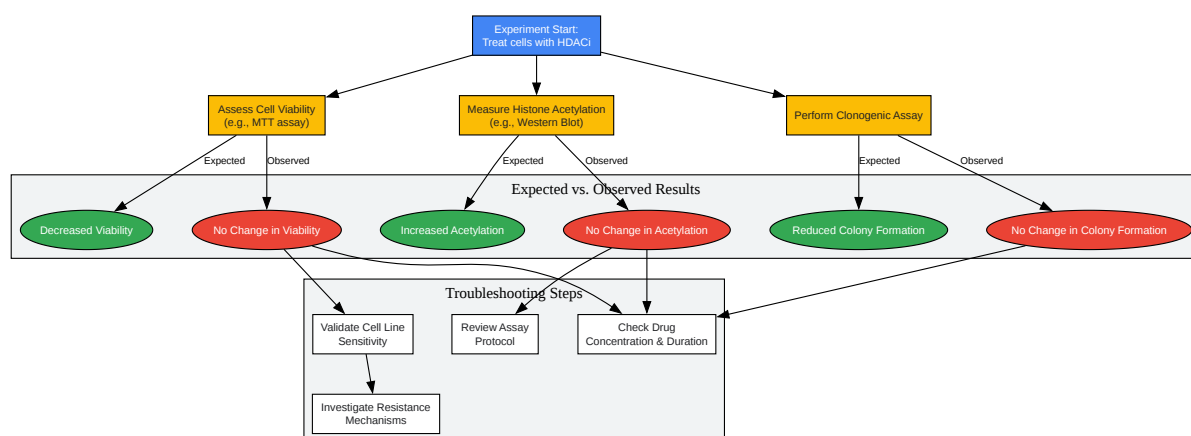 Experiment Start:
Treat cells with HDACi
Assess Cell Viability
(e.g., MTT assay)
Measure Histone Acetylation
(e.g., Western Blot)
Perform Clonogenic Assay
Expected
Observed
Expected
Observed
Expected
Observed
Expected vs. Observed Results
Decreased Viability
No Change in Viability
Increased Acetylation
No Change in Acetylation
Reduced Colony Formation
No Change in Colony Formation
Troubleshooting Steps
Validate Cell Line
Sensitivity
Review Assay
Protocol
Check Drug
Concentration & Duration
Investigate Resistance
Mechanisms